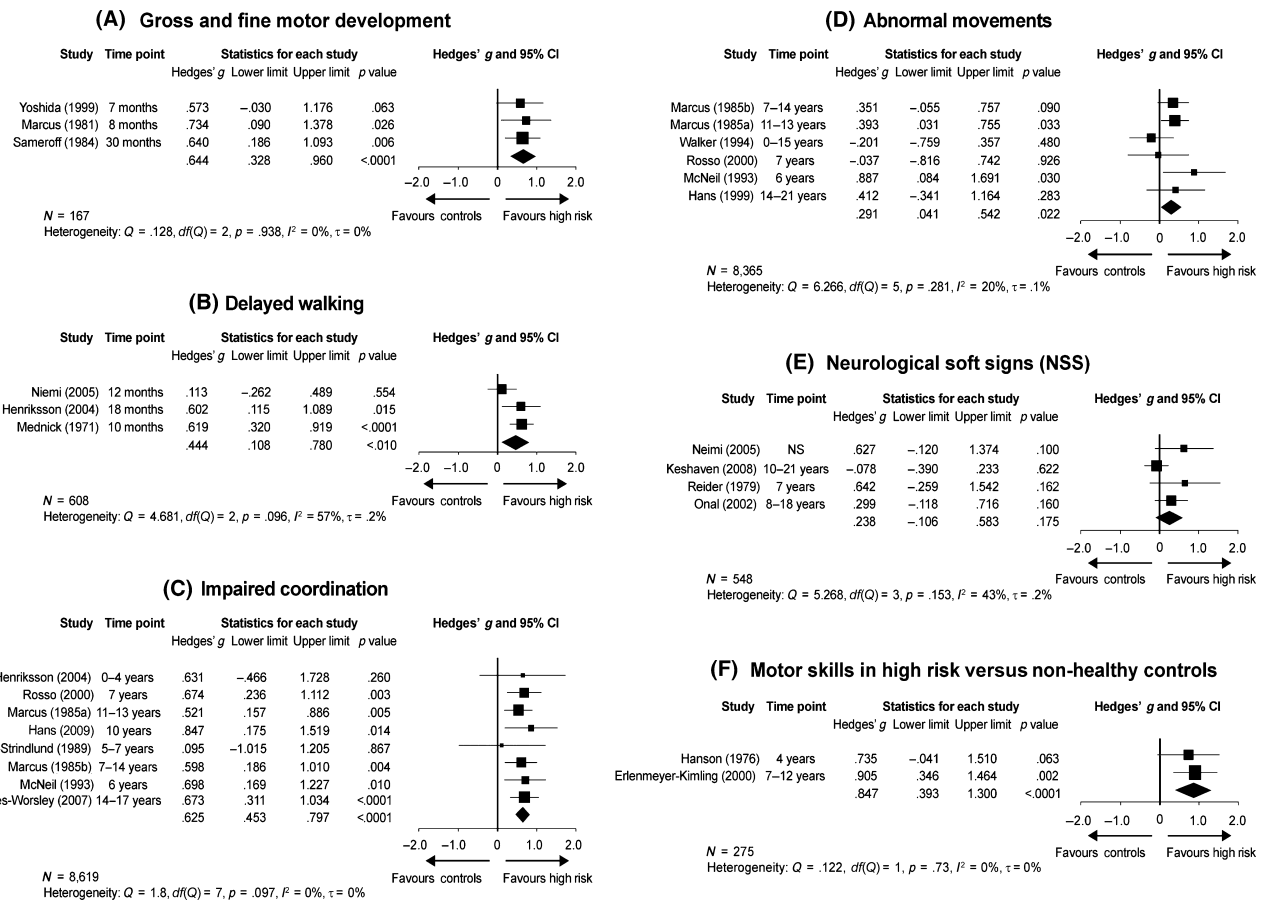 (A) Gross and fine motor development
Study Time point Statistics for each study Hedges' g and 95% CI
Hedges' g Lower limit Upper limit p value
Yoshida (1999) 7 months .573 −.030 1.176 .063
Marcus (1981) 8 months .734 .090 1.378 .026
Sameroff (1984) 30 months .640 .186 1.093 .006
.644 .328 .960 <.0001
−2.0 −1.0 0 1.0 2.0
Favours controls Favours high risk
N = 167
Heterogeneity: Q = .128, df(Q) = 2, p = .938, I² = 0%, τ = 0%
(B) Delayed walking
Study Time point Statistics for each study Hedges' g and 95% CI
Hedges' g Lower limit Upper limit p value
Niemi (2005) 12 months .113 −.262 .489 .554
Henriksson (2004) 18 months .602 .115 1.089 .015
Mednick (1971) 10 months .619 .320 .919 <.0001
.444 .108 .780 <.010
−2.0 −1.0 0 1.0 2.0
Favours controls Favours high risk
N = 608
Heterogeneity: Q = 4.681, df(Q) = 2, p = .096, I² = 57%, τ = .2%
(C) Impaired coordination
Study Time point Statistics for each study Hedges' g and 95% CI
Hedges' g Lower limit Upper limit p value
Henriksson (2004) 0–4 years .631 −.466 1.728 .260
Rosso (2000) 7 years .674 .236 1.112 .003
Marcus (1985a) 11–13 years .521 .157 .886 .005
Hans (2009) 10 years .847 .175 1.519 .014
-Strindlund (1989) 5–7 years .095 −1.015 1.205 .867
Marcus (1985b) 7–14 years .598 .186 1.010 .004
McNeil (1993) 6 years .698 .169 1.227 .010
es-Worsley (2007) 14–17 years .673 .311 1.034 <.0001
.625 .453 .797 <.0001
−2.0 −1.0 0 1.0 2.0
Favours controls Favours high risk
N = 8,619
Heterogeneity: Q = 1.8, df(Q) = 7, p = .097, I² = 0%, τ = 0%
(D) Abnormal movements
Study Time point Statistics for each study Hedges' g and 95% CI
Hedges' g Lower limit Upper limit p value
Marcus (1985b) 7–14 years .351 −.055 .757 .090
Marcus (1985a) 11–13 years .393 .031 .755 .033
Walker (1994) 0–15 years −.201 −.759 .357 .480
Rosso (2000) 7 years −.037 −.816 .742 .926
McNeil (1993) 6 years .887 .084 1.691 .030
Hans (1999) 14–21 years .412 −.341 1.164 .283
.291 .041 .542 .022
−2.0 −1.0 0 1.0 2.0
Favours controls Favours high risk
N = 8,365
Heterogeneity: Q = 6.266, df(Q) = 5, p = .281, I² = 20%, τ = .1%
(E) Neurological soft signs (NSS)
Study Time point Statistics for each study Hedges' g and 95% CI
Hedges' g Lower limit Upper limit p value
Neimi (2005) NS .627 −.120 1.374 .100
Keshaven (2008) 10–21 years −.078 −.390 .233 .622
Reider (1979) 7 years .642 −.259 1.542 .162
Onal (2002) 8–18 years .299 −.118 .716 .160
.238 −.106 .583 .175
−2.0 −1.0 0 1.0 2.0
Favours controls Favours high risk
N = 548
Heterogeneity: Q = 5.268, df(Q) = 3, p = .153, I² = 43%, τ = .2%
(F) Motor skills in high risk versus non-healthy controls
Study Time point Statistics for each study Hedges' g and 95% CI
Hedges' g Lower limit Upper limit p value
Hanson (1976) 4 years .735 −.041 1.510 .063
Erlenmeyer-Kimling (2000) 7–12 years .905 .346 1.464 .002
.847 .393 1.300 <.0001
−2.0 −1.0 0 1.0 2.0
Favours controls Favours high risk
N = 275
Heterogeneity: Q = .122, df(Q) = 1, p = .73, I² = 0%, τ = 0%